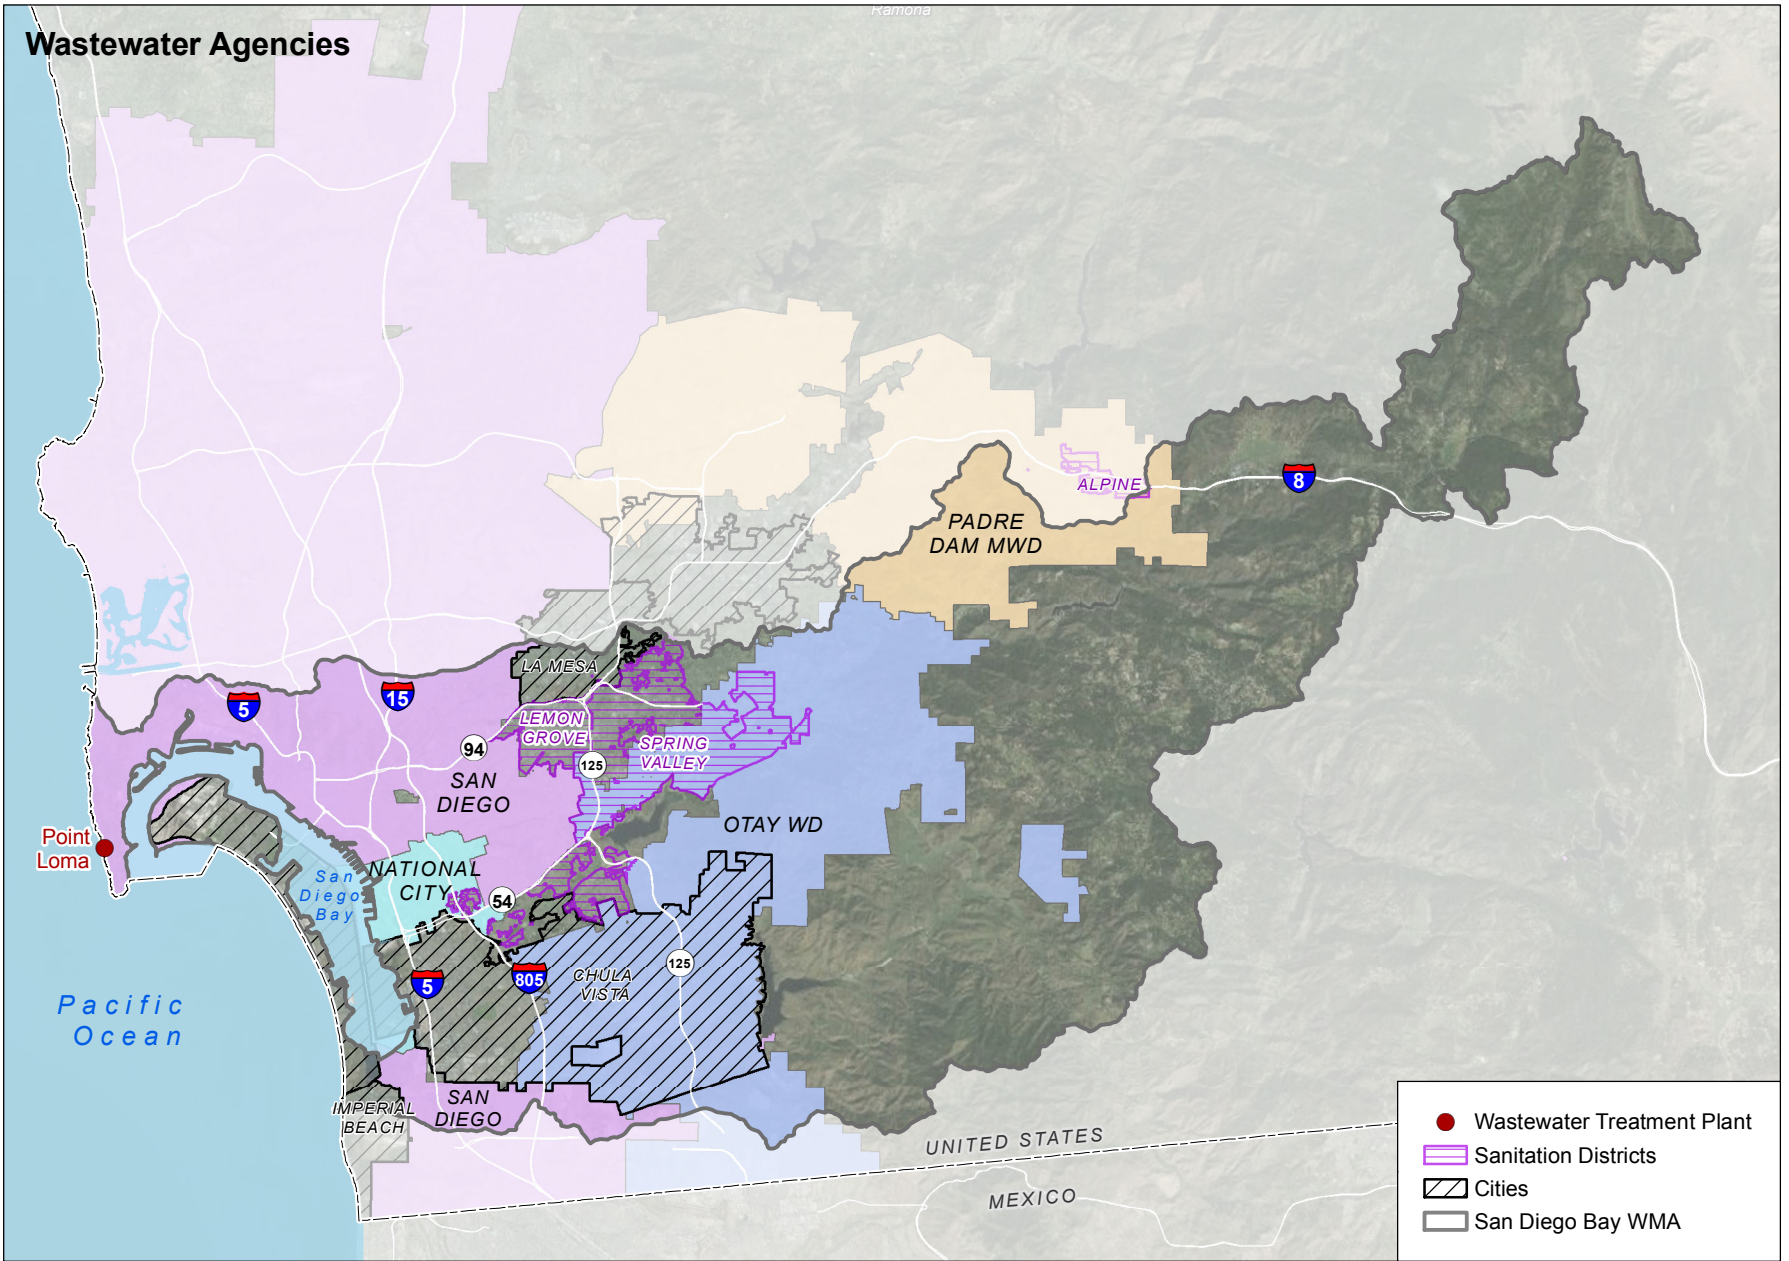 Ramona
Wastewater Agencies
ALPINE
8
PADRE
DAM MWD
LA MESA
5
15
LEMON
GROVE
94
SPRING
VALLEY
125
SAN
DIEGO
OTAY WD
Point
Loma
NATIONAL
CITY
San
Diego
Bay
54
125
CHULA
VISTA
5
805
Pacific
Ocean
SAN
DIEGO
IMPERIAL
BEACH
UNITED STATES
MEXICO
Wastewater Treatment Plant
Sanitation Districts
Cities
San Diego Bay WMA